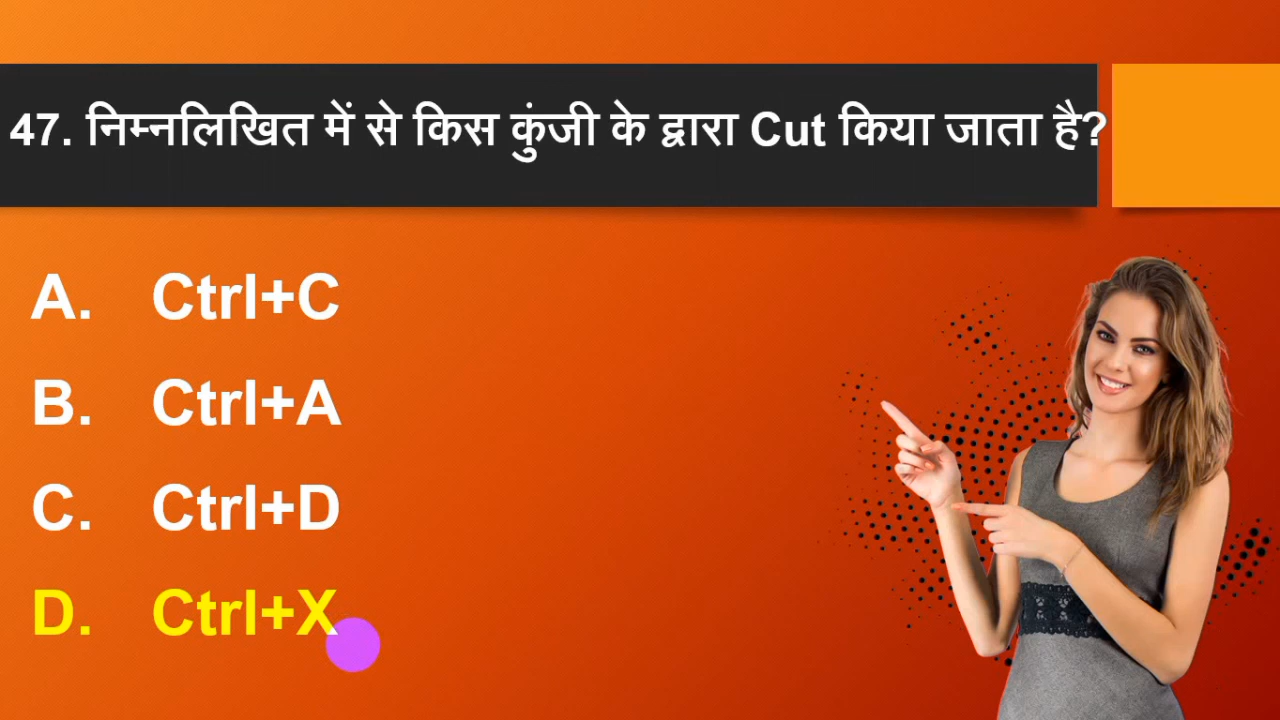 47. निम्नलिखित में से किस कुंजी के द्वारा Cut किया जाता है?
A. Ctrl+C
B. Ctrl+A
C. Ctrl+D
D. Ctrl+X